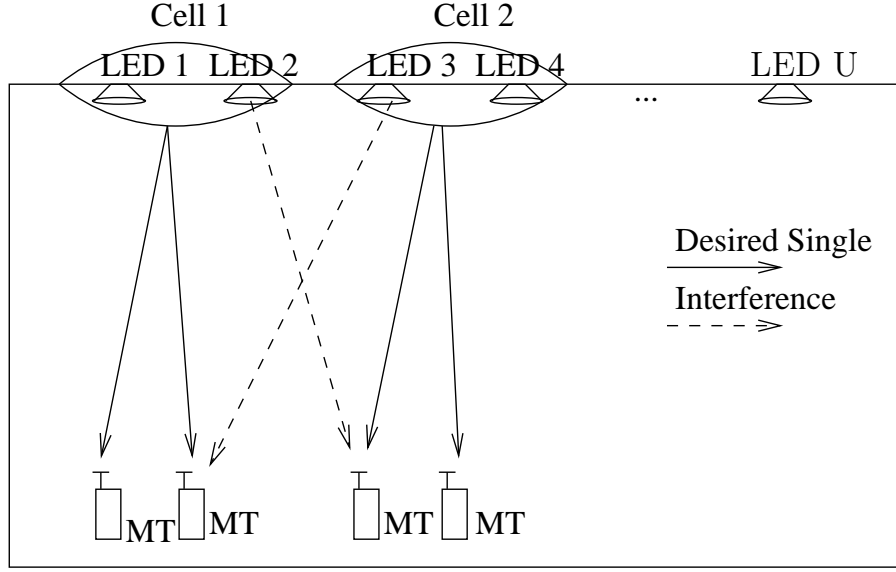 Cell 1
Cell 2
LED 1
LED 2
LED 3
LED 4
LED U
...
Desired Single
Interference
MT
MT
MT
MT